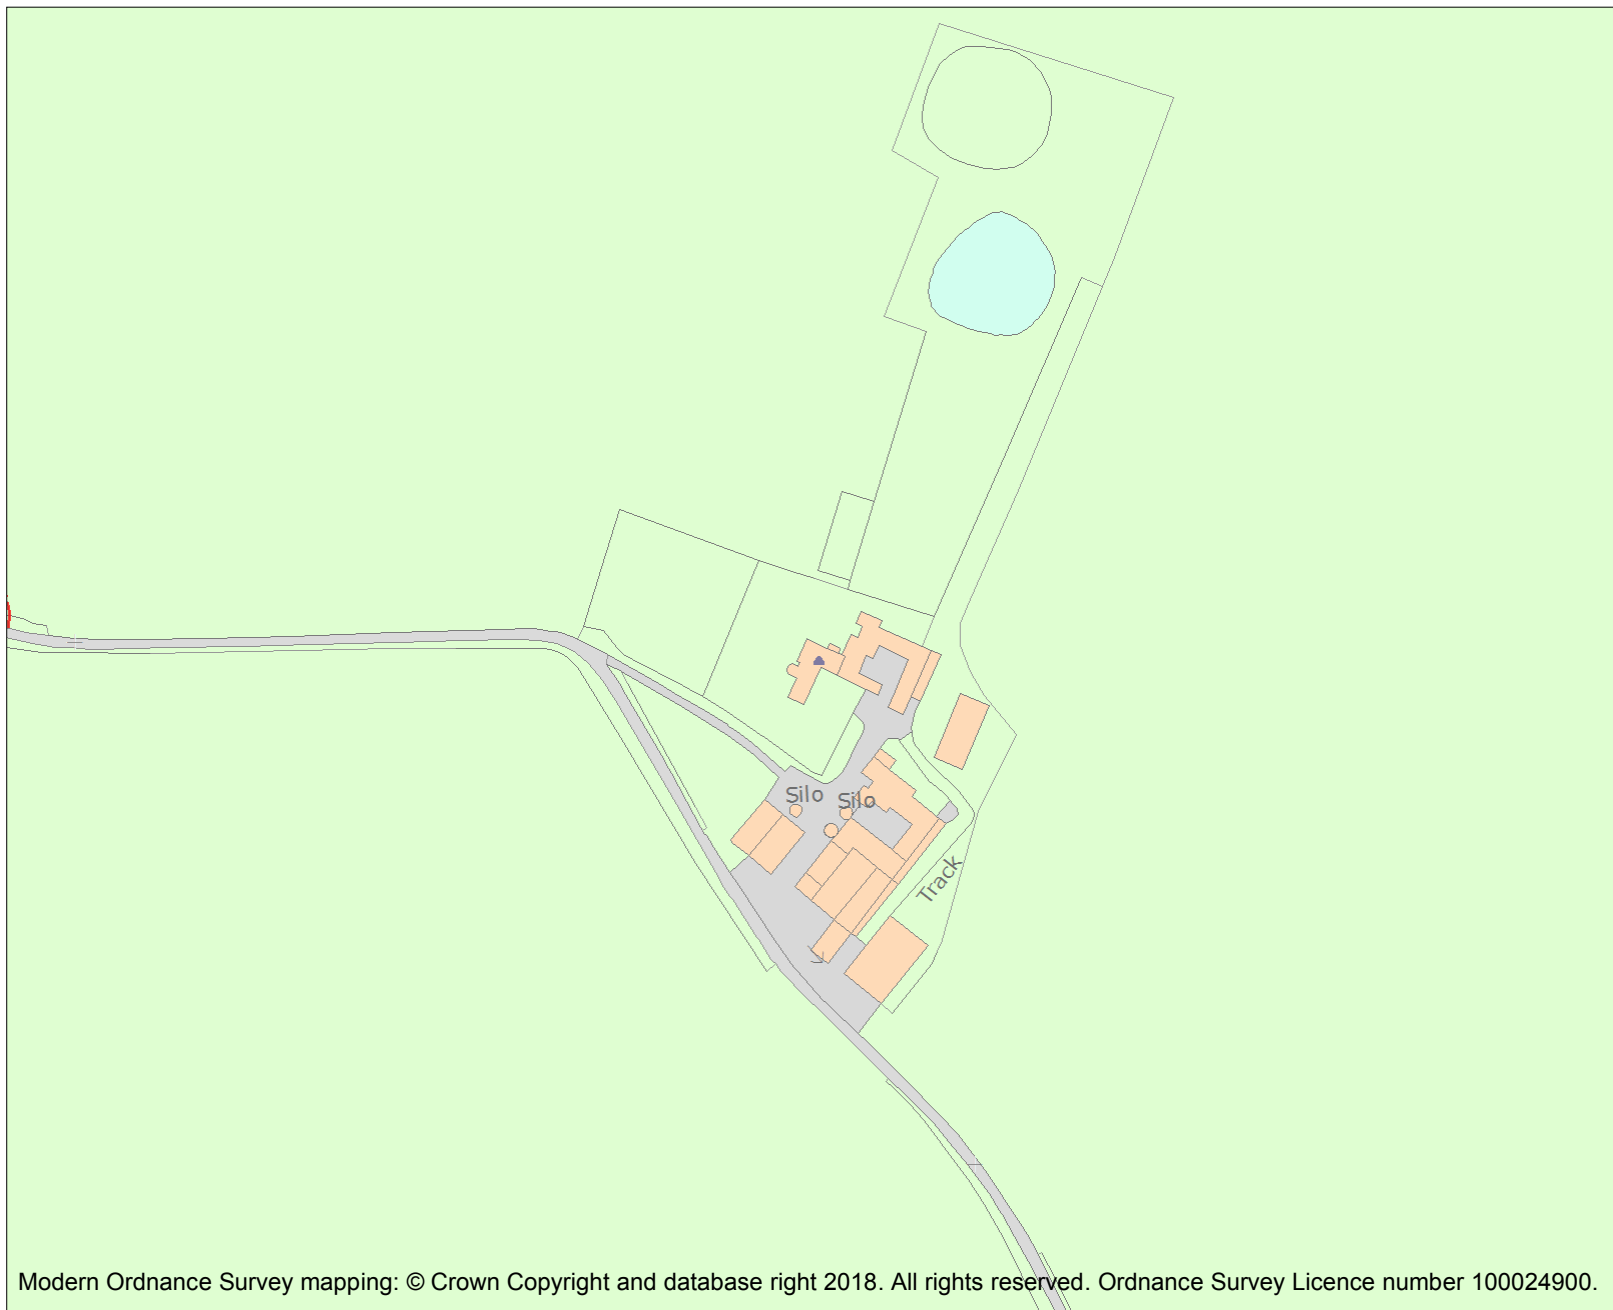 Silo
Silo
Track
Modern Ordnance Survey mapping: © Crown Copyright and database right 2018. All rights reserved. Ordnance Survey Licence number 100024900.